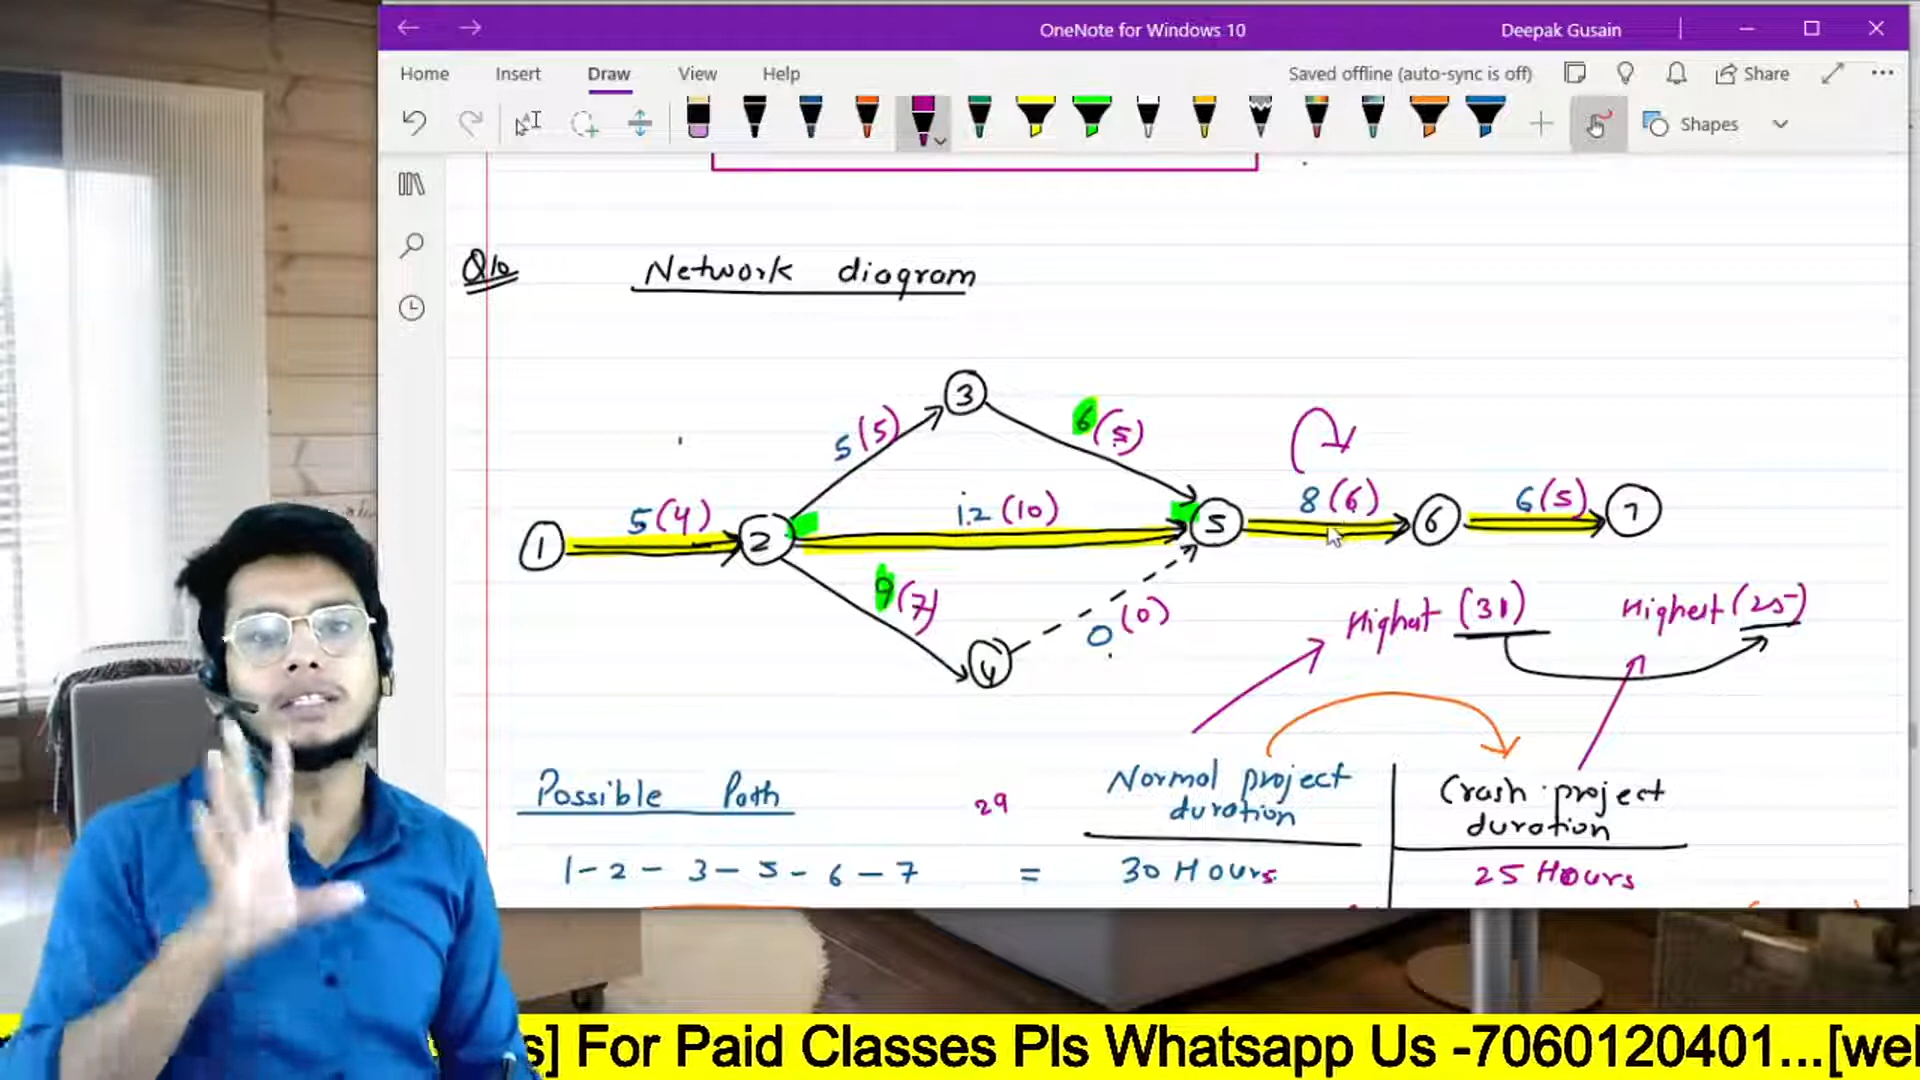 OneNote for Windows 10
Deepak Gusain
Home Insert Draw View Help
Saved offline (auto-sync is off) Share
Shapes
Q10 Network diagram
3
5(5) 6(5)
5(4) 12(10) 8(6) 6(5)
1 2 5 6 7
9(7) 0(0)
4
Highest (31) Highest (25)
Possible Path 29 Normal project duration Crash project duration
1-2-3-5-6-7 = 30 Hours 25 Hours
s] For Paid Classes Pls Whatsapp Us -7060120401...[wel